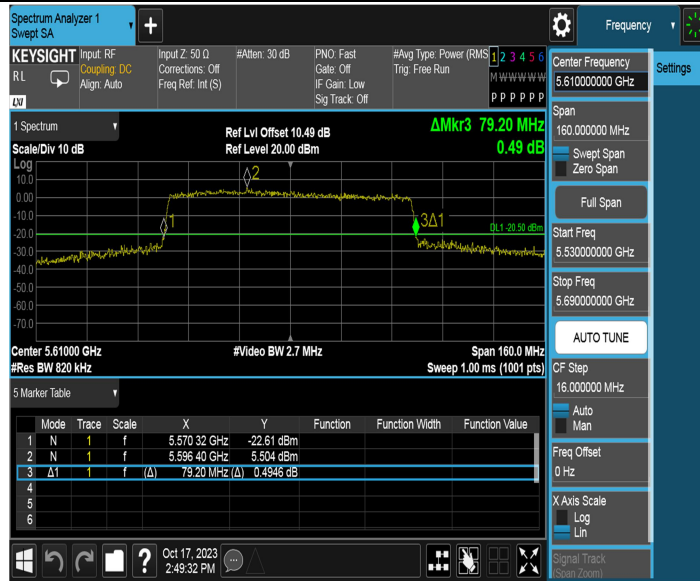 Spectrum Analyzer 1
Swept SA
Frequency
KEYSIGHT
RL
LXI
Input: RF
Coupling: DC
Align: Auto
Input Z: 50 Ω
Corrections: Off
Freq Ref: Int (S)
#Atten: 30 dB
PNO: Fast
Gate: Off
IF Gain: Low
Sig Track: Off
#Avg Type: Power (RMS
Trig: Free Run
1 2 3 4 5 6
M W W W W W
P P P P P P
Center Frequency
5.610000000 GHz
Settings
Span
160.000000 MHz
Swept Span
Zero Span
Full Span
Start Freq
5.530000000 GHz
Stop Freq
5.690000000 GHz
AUTO TUNE
CF Step
16.000000 MHz
Auto
Man
Freq Offset
0 Hz
X Axis Scale
Log
Lin
Signal Track
(Span Zoom)
1 Spectrum
Scale/Div 10 dB
Ref Lvl Offset 10.49 dB
Ref Level 20.00 dBm
ΔMkr3 79.20 MHz
0.49 dB
Log
10.0
0.00
-10.0
-20.0
-30.0
-40.0
-50.0
-60.0
-70.0
1
2
3Δ1
DL1 -20.50 dBm
Center 5.61000 GHz
#Video BW 2.7 MHz
Span 160.0 MHz
#Res BW 820 kHz
Sweep 1.00 ms (1001 pts)
5 Marker Table
Mode Trace Scale X Y Function Function Width Function Value
1 N 1 f 5.570 32 GHz -22.61 dBm
2 N 1 f 5.596 40 GHz 5.504 dBm
3 Δ1 1 f (Δ) 79.20 MHz (Δ) 0.4946 dB
4
5
6
?
Oct 17, 2023
2:49:32 PM